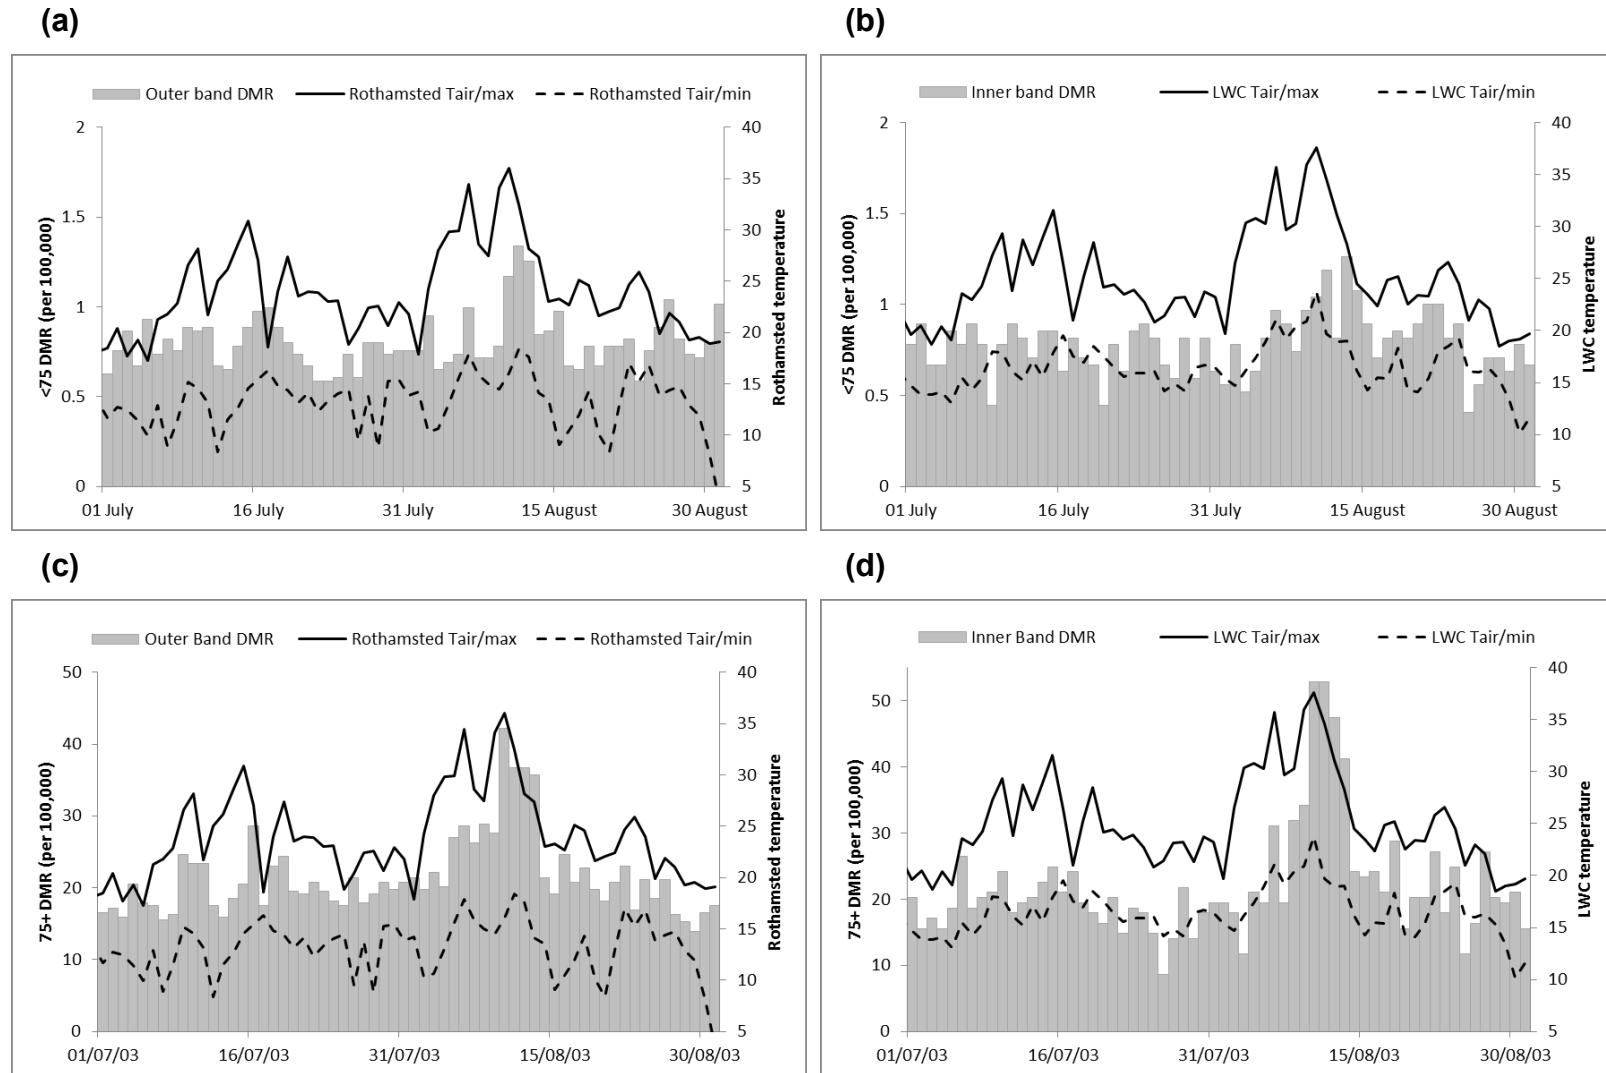 (a)
Outer band DMR Rothamsted Tair/max Rothamsted Tair/min
2
1.5
1
0.5
0
<75 DMR (per 100,000)
40
35
30
25
20
15
10
5
Rothamsted temperature
01 July 16 July 31 July 15 August 30 August
(b)
Inner band DMR LWC Tair/max LWC Tair/min
2
1.5
1
0.5
0
<75 DMR (per 100,000)
40
35
30
25
20
15
10
5
LWC temperature
01 July 16 July 31 July 15 August 30 August
(c)
Outer Band DMR Rothamsted Tair/max Rothamsted Tair/min
50
40
30
20
10
0
75+ DMR (per 100,000)
40
35
30
25
20
15
10
5
Rothamsted temperature
01/07/03 16/07/03 31/07/03 15/08/03 30/08/03
(d)
Inner Band DMR LWC Tair/max LWC Tair/min
50
40
30
20
10
0
75+ DMR (per 100,000)
40
35
30
25
20
15
10
5
LWC temperature
01/07/03 16/07/03 31/07/03 15/08/03 30/08/03